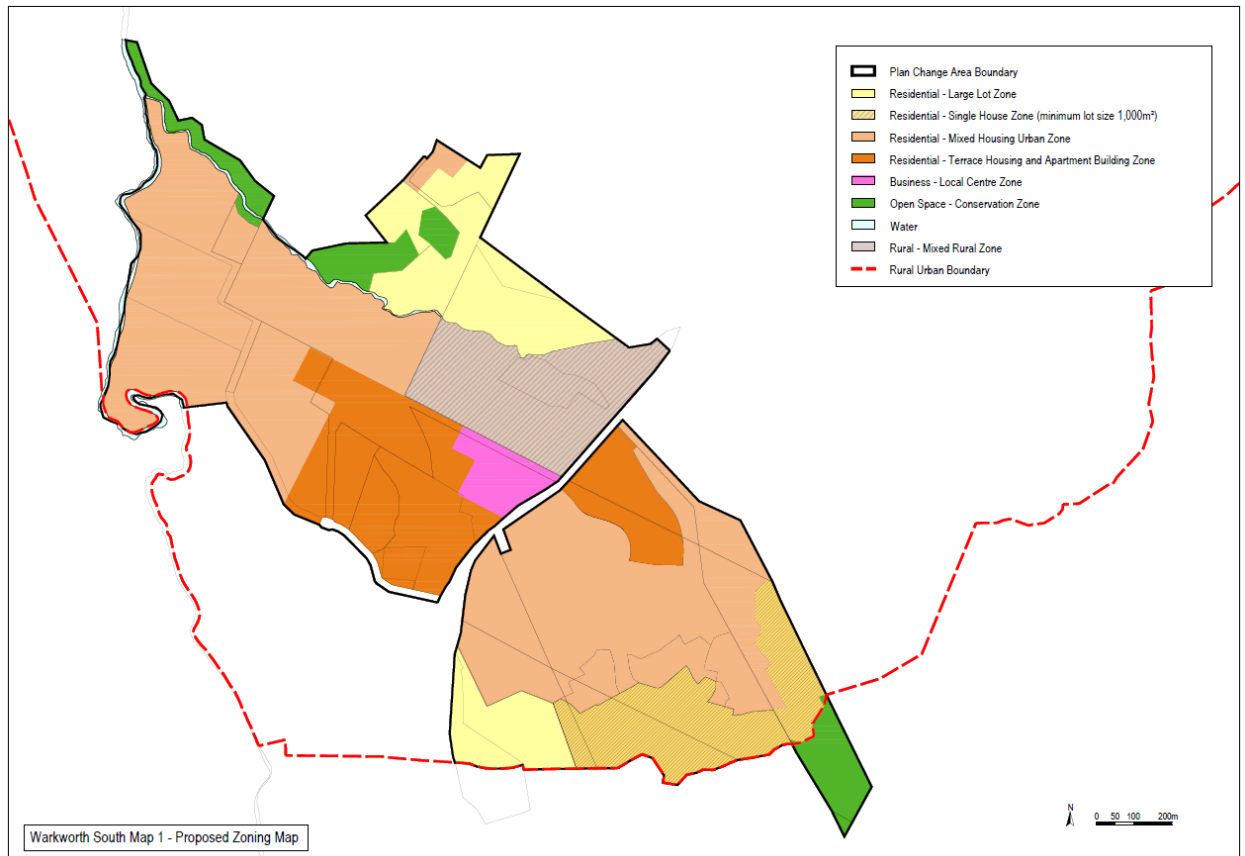 Plan Change Area Boundary
Residential - Large Lot Zone
Residential - Single House Zone (minimum lot size 1,000m²)
Residential - Mixed Housing Urban Zone
Residential - Terrace Housing and Apartment Building Zone
Business - Local Centre Zone
Open Space - Conservation Zone
Water
Rural - Mixed Rural Zone
Rural Urban Boundary
Warkworth South Map 1 - Proposed Zoning Map
N
0 50 100 200m